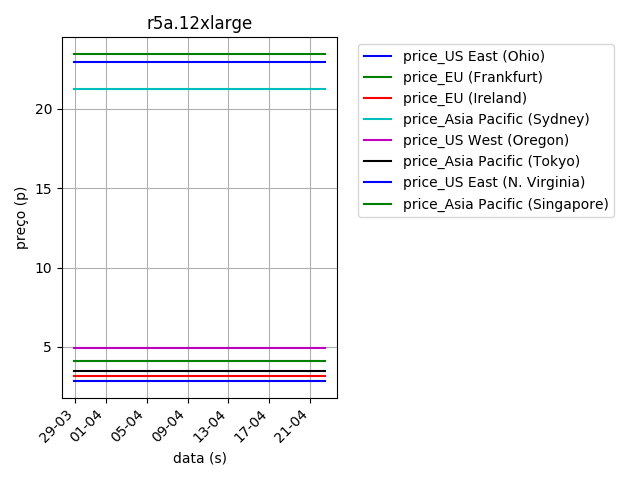 r5a.12xlarge
price_US East (Ohio)
price_EU (Frankfurt)
price_EU (Ireland)
price_Asia Pacific (Sydney)
price_US West (Oregon)
price_Asia Pacific (Tokyo)
price_US East (N. Virginia)
price_Asia Pacific (Singapore)
preço (p)
20
15
10
5
29-03
01-04
05-04
09-04
13-04
17-04
21-04
data (s)